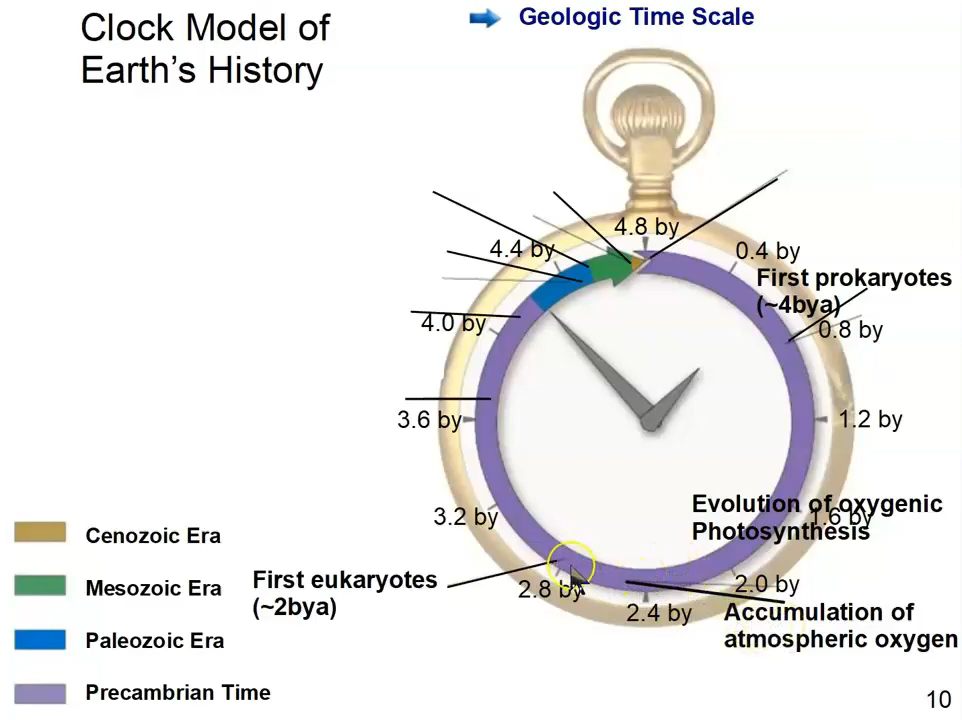 Clock Model of
Earth's History
Geologic Time Scale
4.8 by
4.4 by
0.4 by
First prokaryotes
(~4bya)
4.0 by
0.8 by
3.6 by
1.2 by
Evolution of oxygenic
Photosynthesis
1.6 by
3.2 by
Cenozoic Era
Mesozoic Era
Paleozoic Era
Precambrian Time
First eukaryotes
(~2bya)
2.8 by
2.0 by
2.4 by
Accumulation of
atmospheric oxygen
10